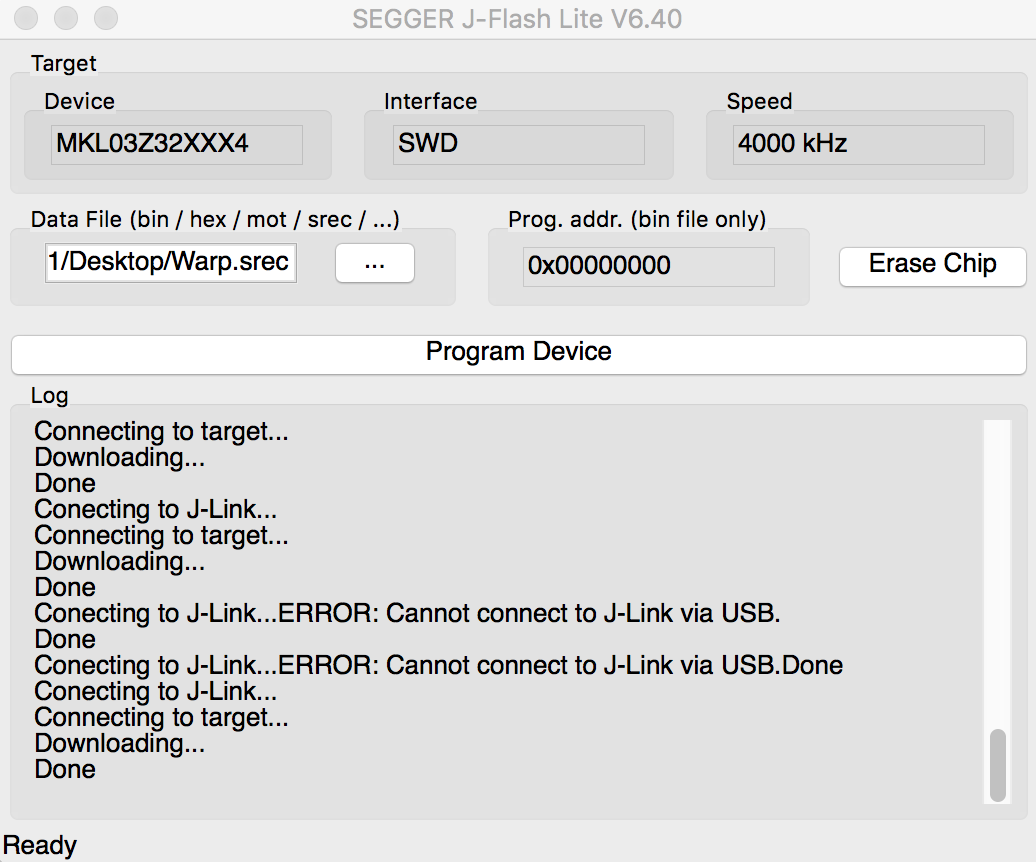 SEGGER J-Flash Lite V6.40
Target
Device
Interface
Speed
MKL03Z32XXX4
SWD
4000 kHz
Data File (bin / hex / mot / srec / ...)
Prog. addr. (bin file only)
1/Desktop/Warp.srec
...
0x00000000
Erase Chip
Program Device
Log
Connecting to target...
Downloading...
Done
Conecting to J-Link...
Connecting to target...
Downloading...
Done
Conecting to J-Link...ERROR: Cannot connect to J-Link via USB.
Done
Conecting to J-Link...ERROR: Cannot connect to J-Link via USB.Done
Conecting to J-Link...
Connecting to target...
Downloading...
Done
Ready